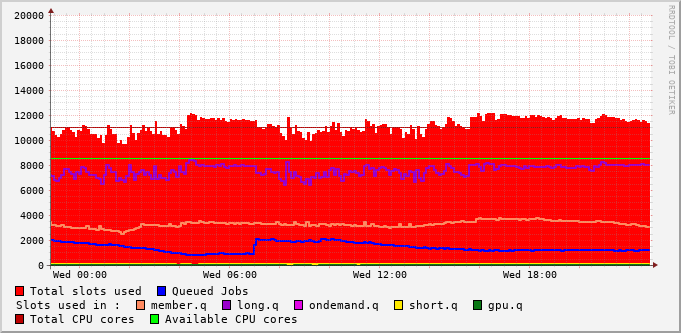 RRDTOOL / TOBI OETIKER
20000
18000
16000
14000
12000
10000
8000
6000
4000
2000
0
Wed 00:00 Wed 06:00 Wed 12:00 Wed 18:00
Total slots used Queued Jobs
Slots used in : member.q long.q ondemand.q short.q gpu.q
Total CPU cores Available CPU cores